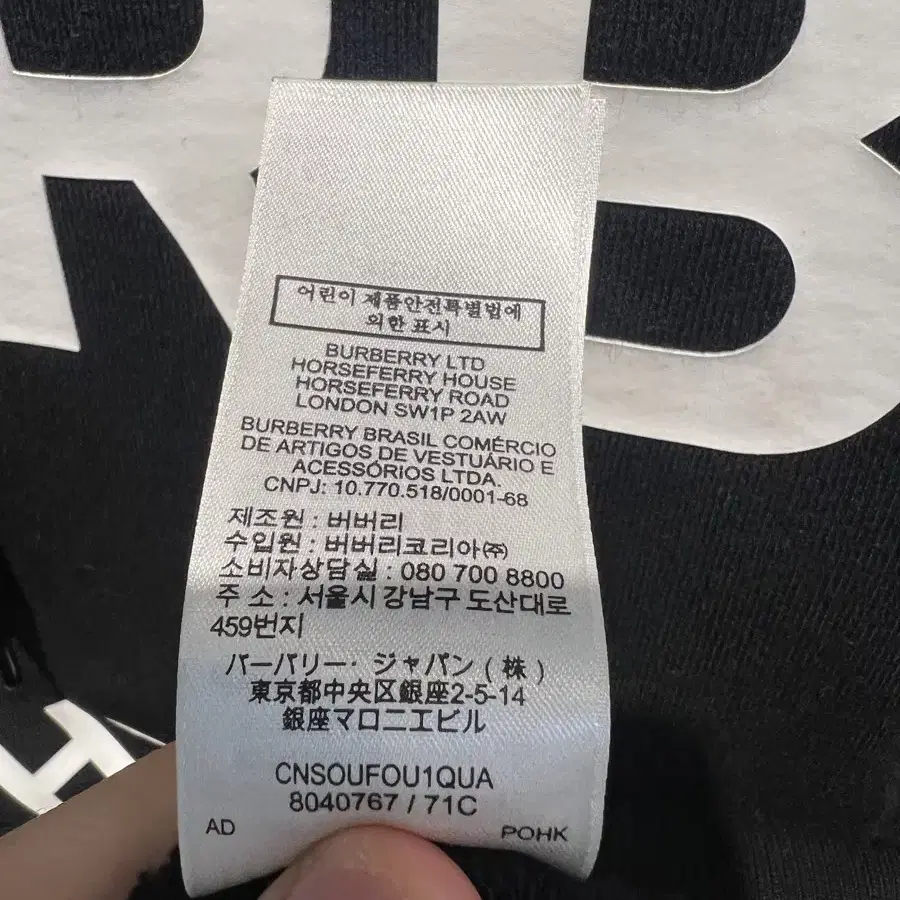 어린이 제품안전특별법에
의한 표시
BURBERRY LTD
HORSEFERRY HOUSE
HORSEFERRY ROAD
LONDON SW1P 2AW
BURBERRY BRASIL COMÉRCIO
DE ARTIGOS DE VESTUÁRIO E
ACESSÓRIOS LTDA.
CNPJ: 10.770.518/0001-68
제조원 : 버버리
수입원 : 버버리코리아㈜
소비자상담실 : 080 700 8800
주 소 : 서울시 강남구 도산대로
459번지
バーバリー・ジャパン ( 株 )
東京都中央区銀座2-5-14
銀座マロニエビル
CNSOUFOU1QUA
8040767 / 71C
AD POHK